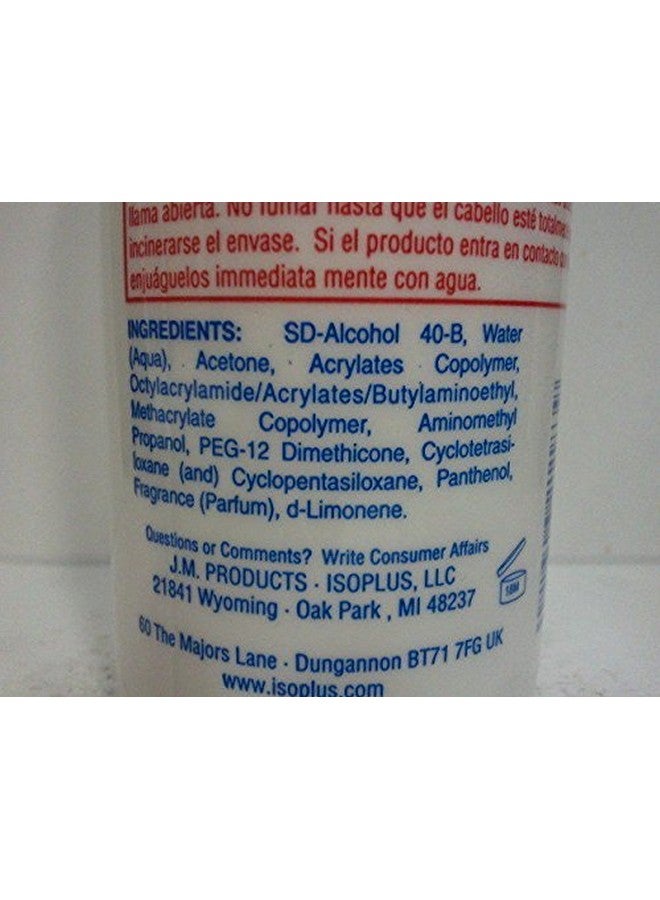 llama abierta. No fumar hasta que el cabello esté
incinerarse el envase. Si el producto entra en contacto
enjuáguelos immediata mente con agua.
INGREDIENTS: SD-Alcohol 40-B, Water
(Aqua), Acetone, Acrylates Copolymer,
Octylacrylamide/Acrylates/Butylaminoethyl,
Methacrylate Copolymer, Aminomethyl
Propanol, PEG-12 Dimethicone, Cyclotetrasi-
loxane (and) Cyclopentasiloxane, Panthenol,
Fragrance (Parfum), d-Limonene.
Questions or Comments? Write Consumer Affairs
J.M. PRODUCTS · ISOPLUS, LLC
21841 Wyoming · Oak Park , MI 48237
18M
60 The Majors Lane · Dungannon BT71 7FG UK
www.isoplus.com